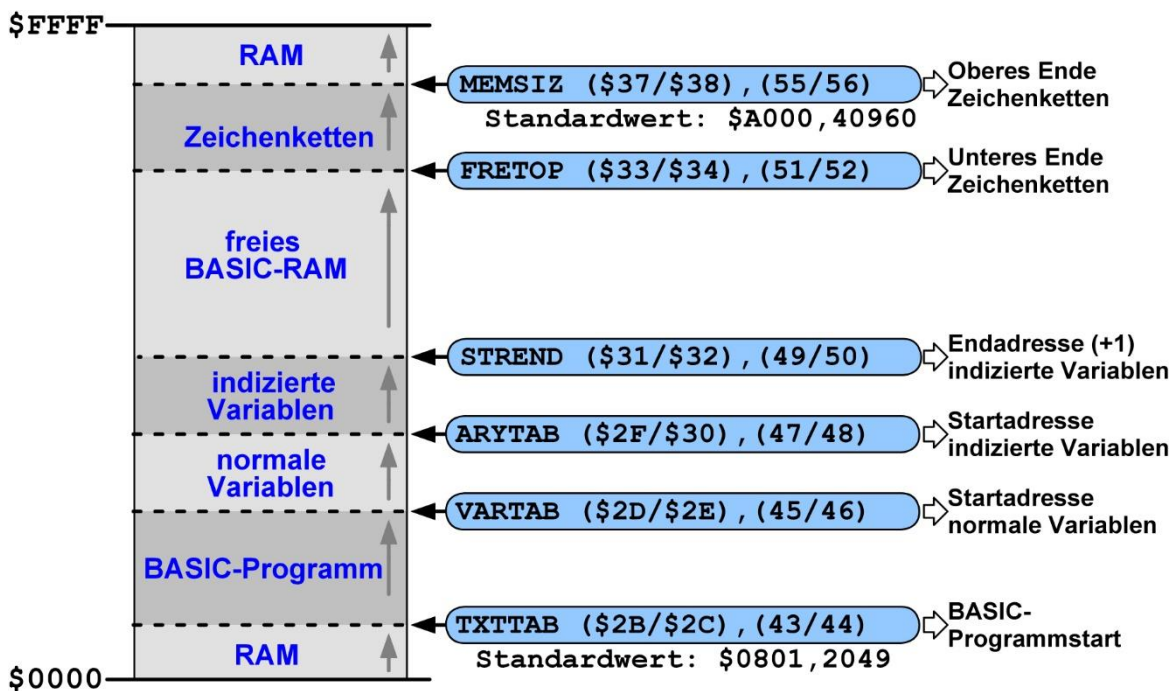 $FFFF
RAM
MEMSIZ ($37/$38),(55/56)
Oberes Ende
Zeichenketten
Standardwert: $A000,40960
Zeichenketten
FRETOP ($33/$34),(51/52)
Unteres Ende
Zeichenketten
freies
BASIC-RAM
STREND ($31/$32),(49/50)
Endadresse (+1)
indizierte Variablen
indizierte
Variablen
ARYTAB ($2F/$30),(47/48)
Startadresse
indizierte Variablen
normale
Variablen
VARTAB ($2D/$2E),(45/46)
Startadresse
normale Variablen
BASIC-Programm
TXTTAB ($2B/$2C),(43/44)
BASIC-
Programmstart
Standardwert: $0801,2049
RAM
$0000